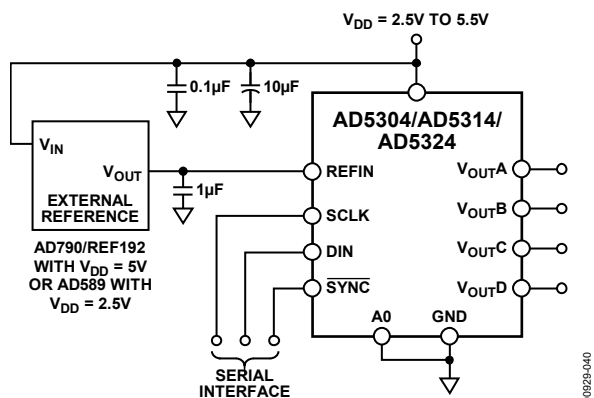 V_DD = 2.5V TO 5.5V
0.1µF
10µF
AD5304/AD5314/
AD5324
V_IN
V_OUT
EXTERNAL
REFERENCE
1µF
REFIN
SCLK
DIN
SYNC
V_OUTA
V_OUTB
V_OUTC
V_OUTD
A0
GND
AD790/REF192
WITH V_DD = 5V
OR AD589 WITH
V_DD = 2.5V
SERIAL
INTERFACE
0929-040